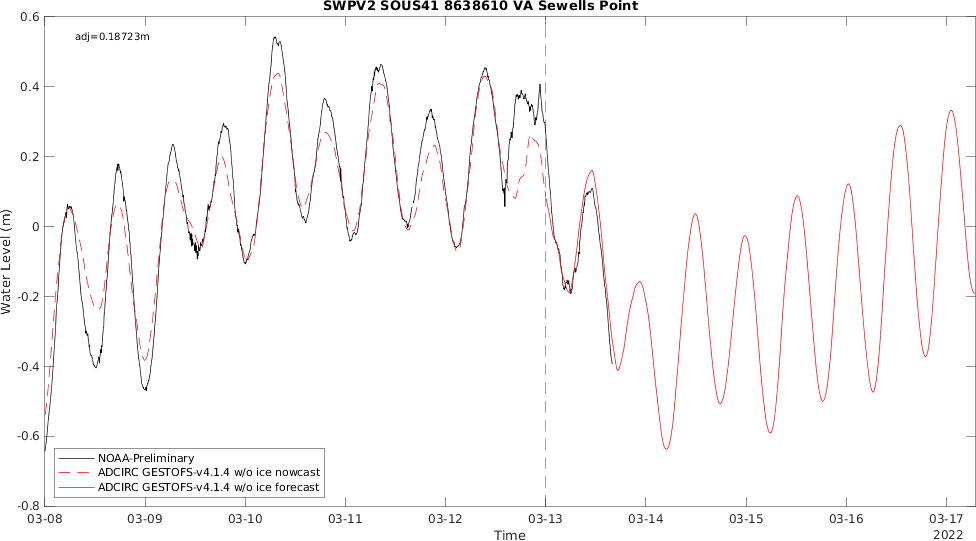 SWPV2 SOUS41 8638610 VA Sewells Point
adj=0.18723m
0.6
0.4
0.2
0
-0.2
-0.4
-0.6
-0.8
Water Level (m)
NOAA-Preliminary
ADCIRC GESTOFS-v4.1.4 w/o ice nowcast
ADCIRC GESTOFS-v4.1.4 w/o ice forecast
03-08 03-09 03-10 03-11 03-12 03-13 03-14 03-15 03-16 03-17
Time
2022